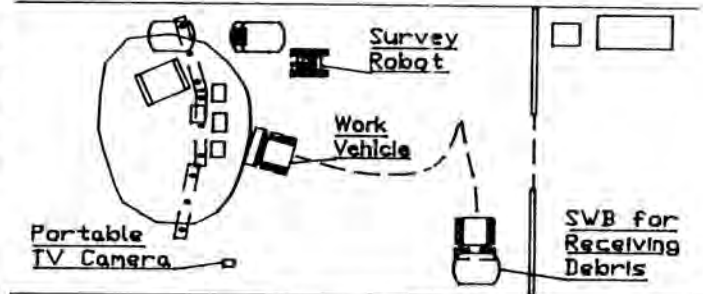 Survey
Robot
Work
Vehicle
Portable
TV Camera
SWB for
Receiving
Debris